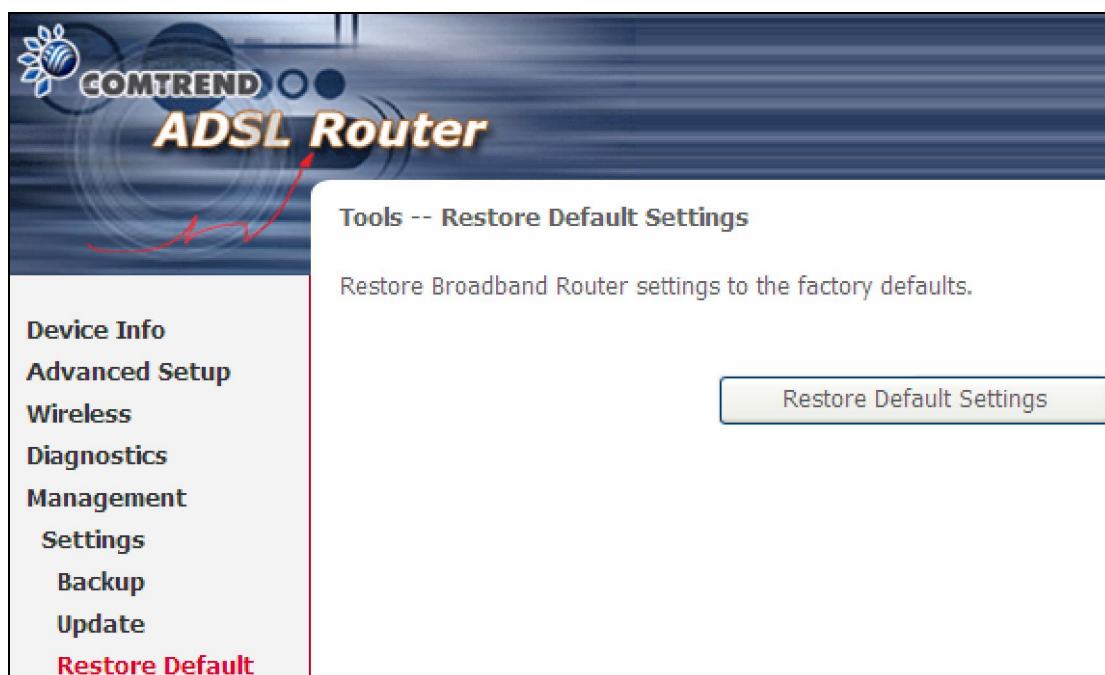 COMTREND
ADSL Router
Tools -- Restore Default Settings
Restore Broadband Router settings to the factory defaults.
Restore Default Settings
Device Info
Advanced Setup
Wireless
Diagnostics
Management
Settings
Backup
Update
Restore Default